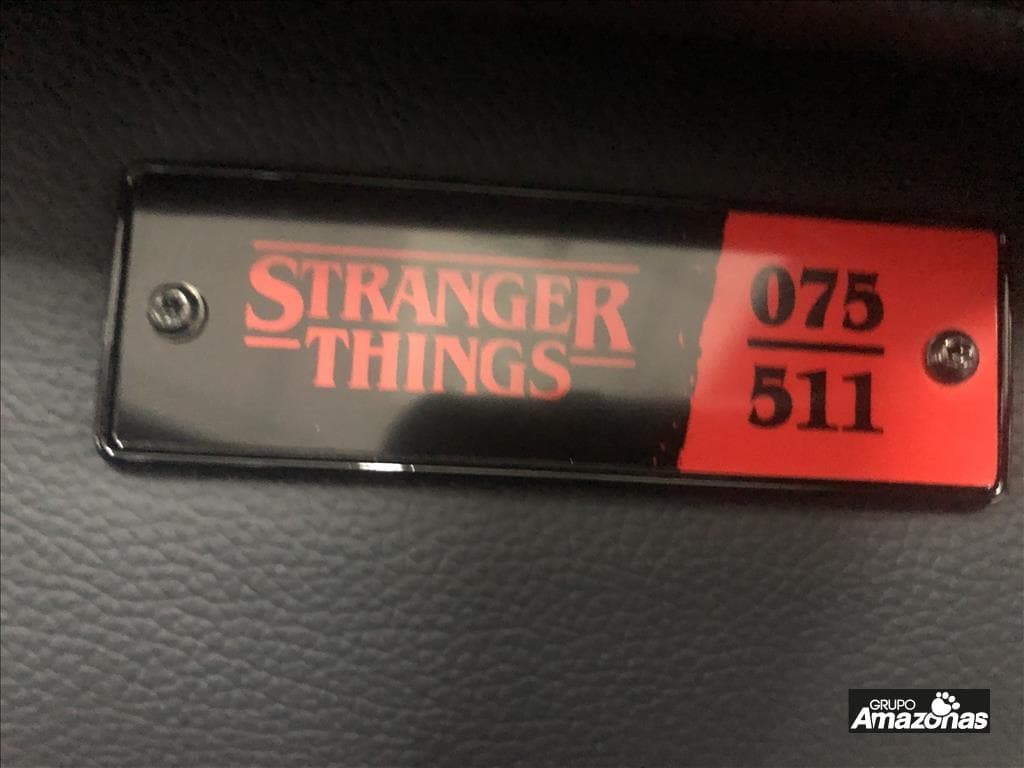 STRANGER
THINGS
075
511
GRUPO
Amazonas